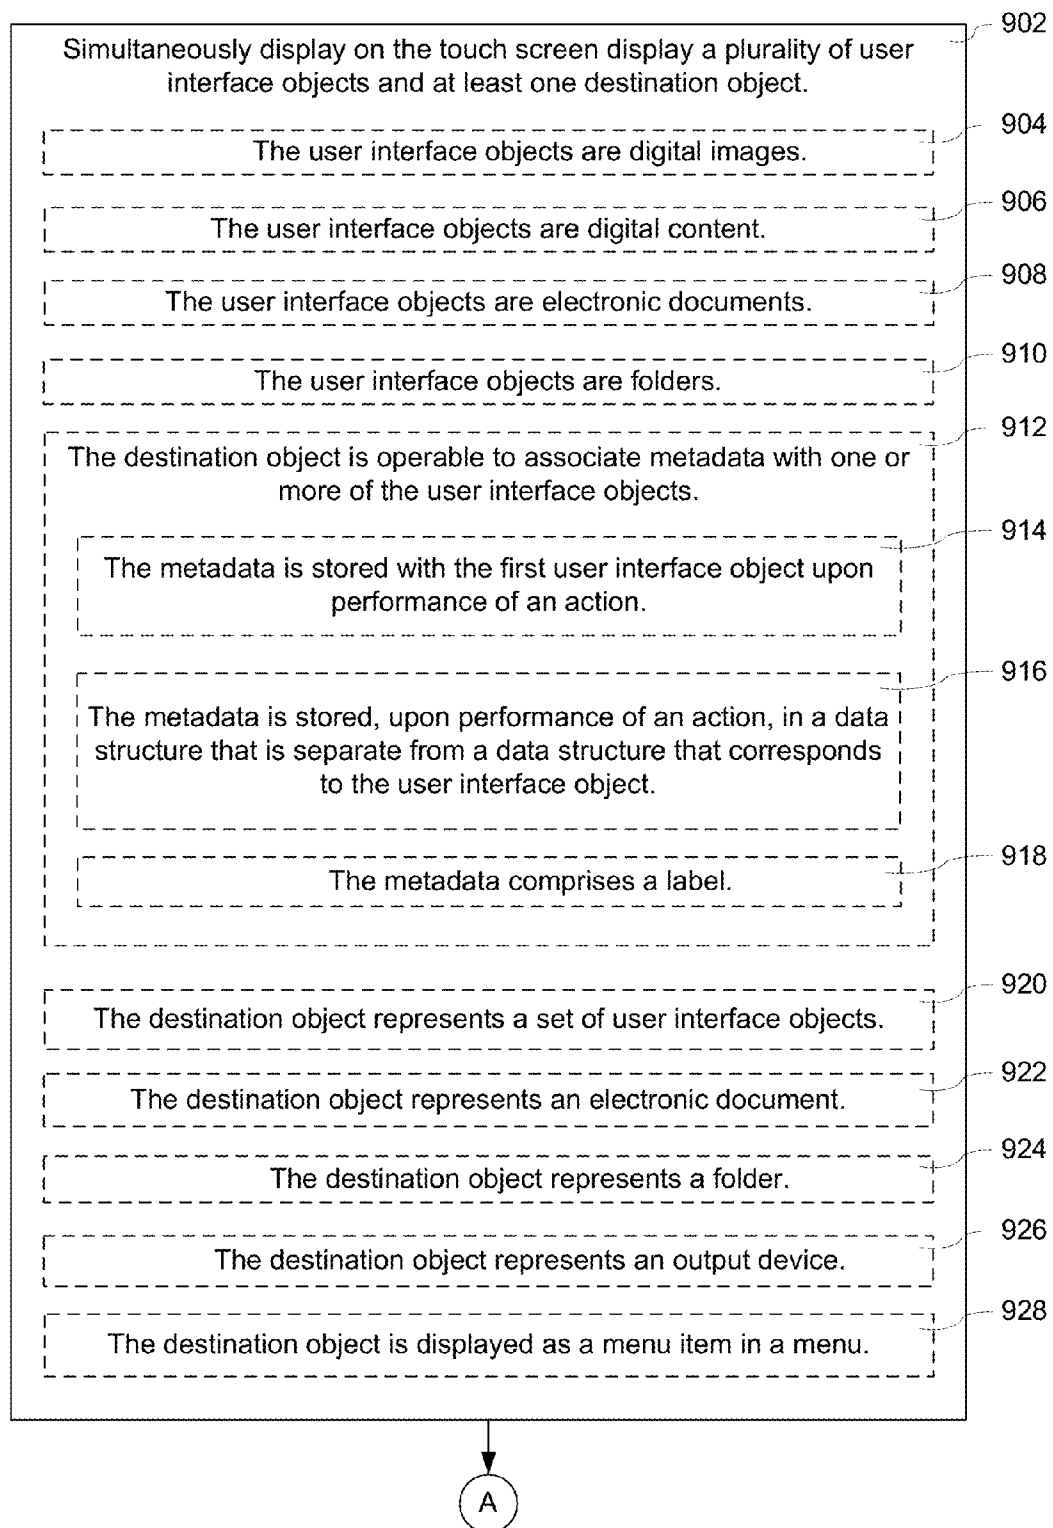 902
Simultaneously display on the touch screen display a plurality of user
interface objects and at least one destination object.
904
The user interface objects are digital images.
906
The user interface objects are digital content.
908
The user interface objects are electronic documents.
910
The user interface objects are folders.
912
The destination object is operable to associate metadata with one or
more of the user interface objects.
914
The metadata is stored with the first user interface object upon
performance of an action.
916
The metadata is stored, upon performance of an action, in a data
structure that is separate from a data structure that corresponds
to the user interface object.
918
The metadata comprises a label.
920
The destination object represents a set of user interface objects.
922
The destination object represents an electronic document.
924
The destination object represents a folder.
926
The destination object represents an output device.
928
The destination object is displayed as a menu item in a menu.
A